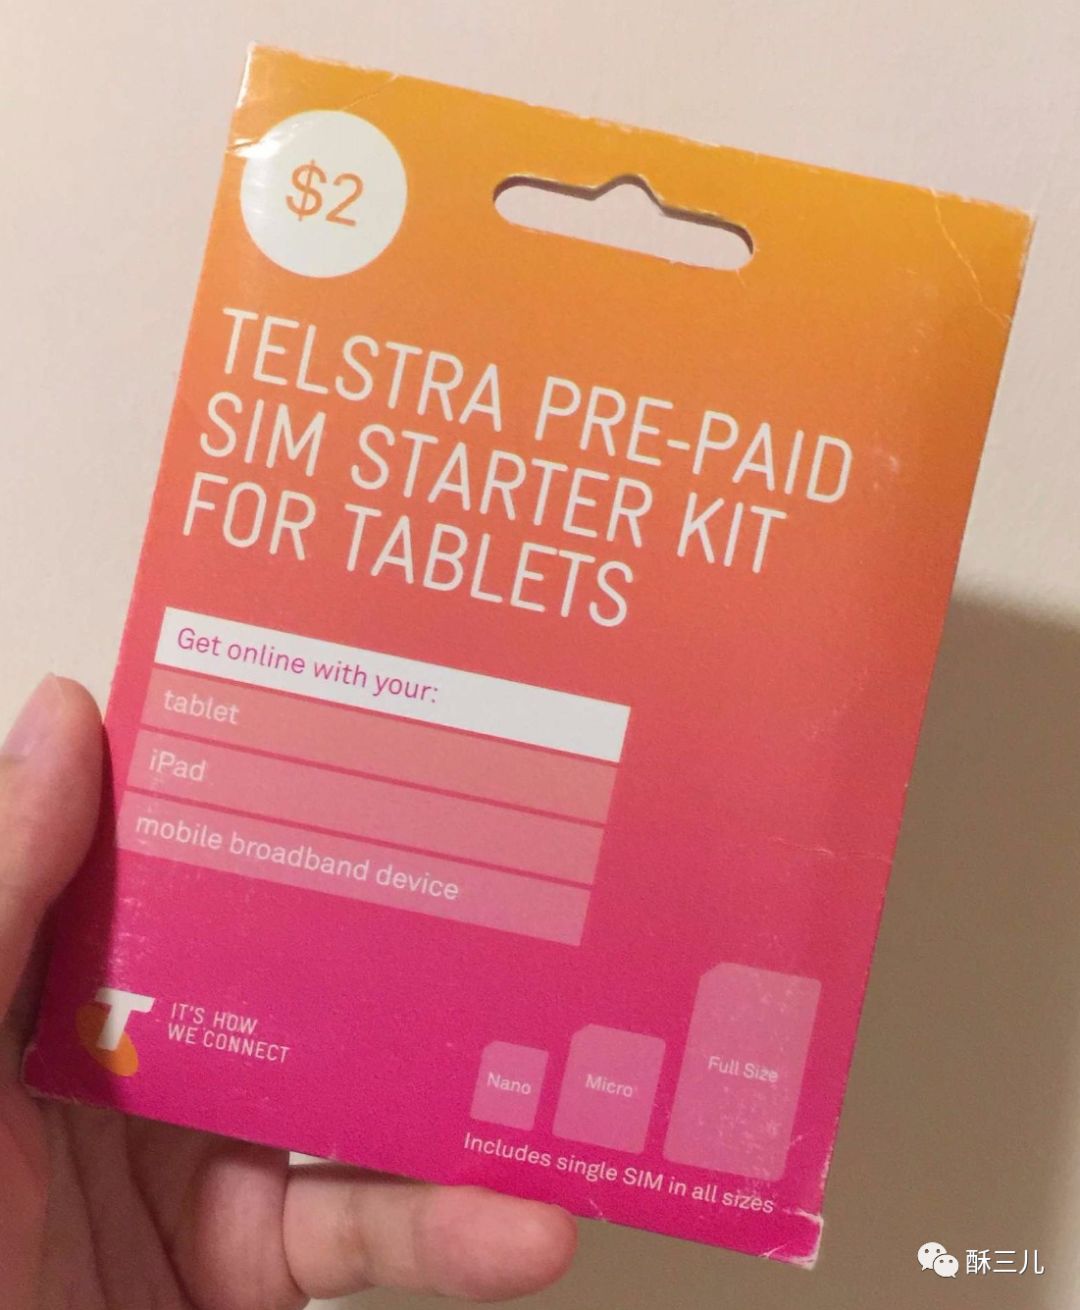 $2
TELSTRA PRE-PAID
SIM STARTER KIT
FOR TABLETS
Get online with your:
tablet
iPad
mobile broadband device
T
IT'S HOW
WE CONNECT
Nano
Micro
Full Size
Includes single SIM in all sizes
酥三儿